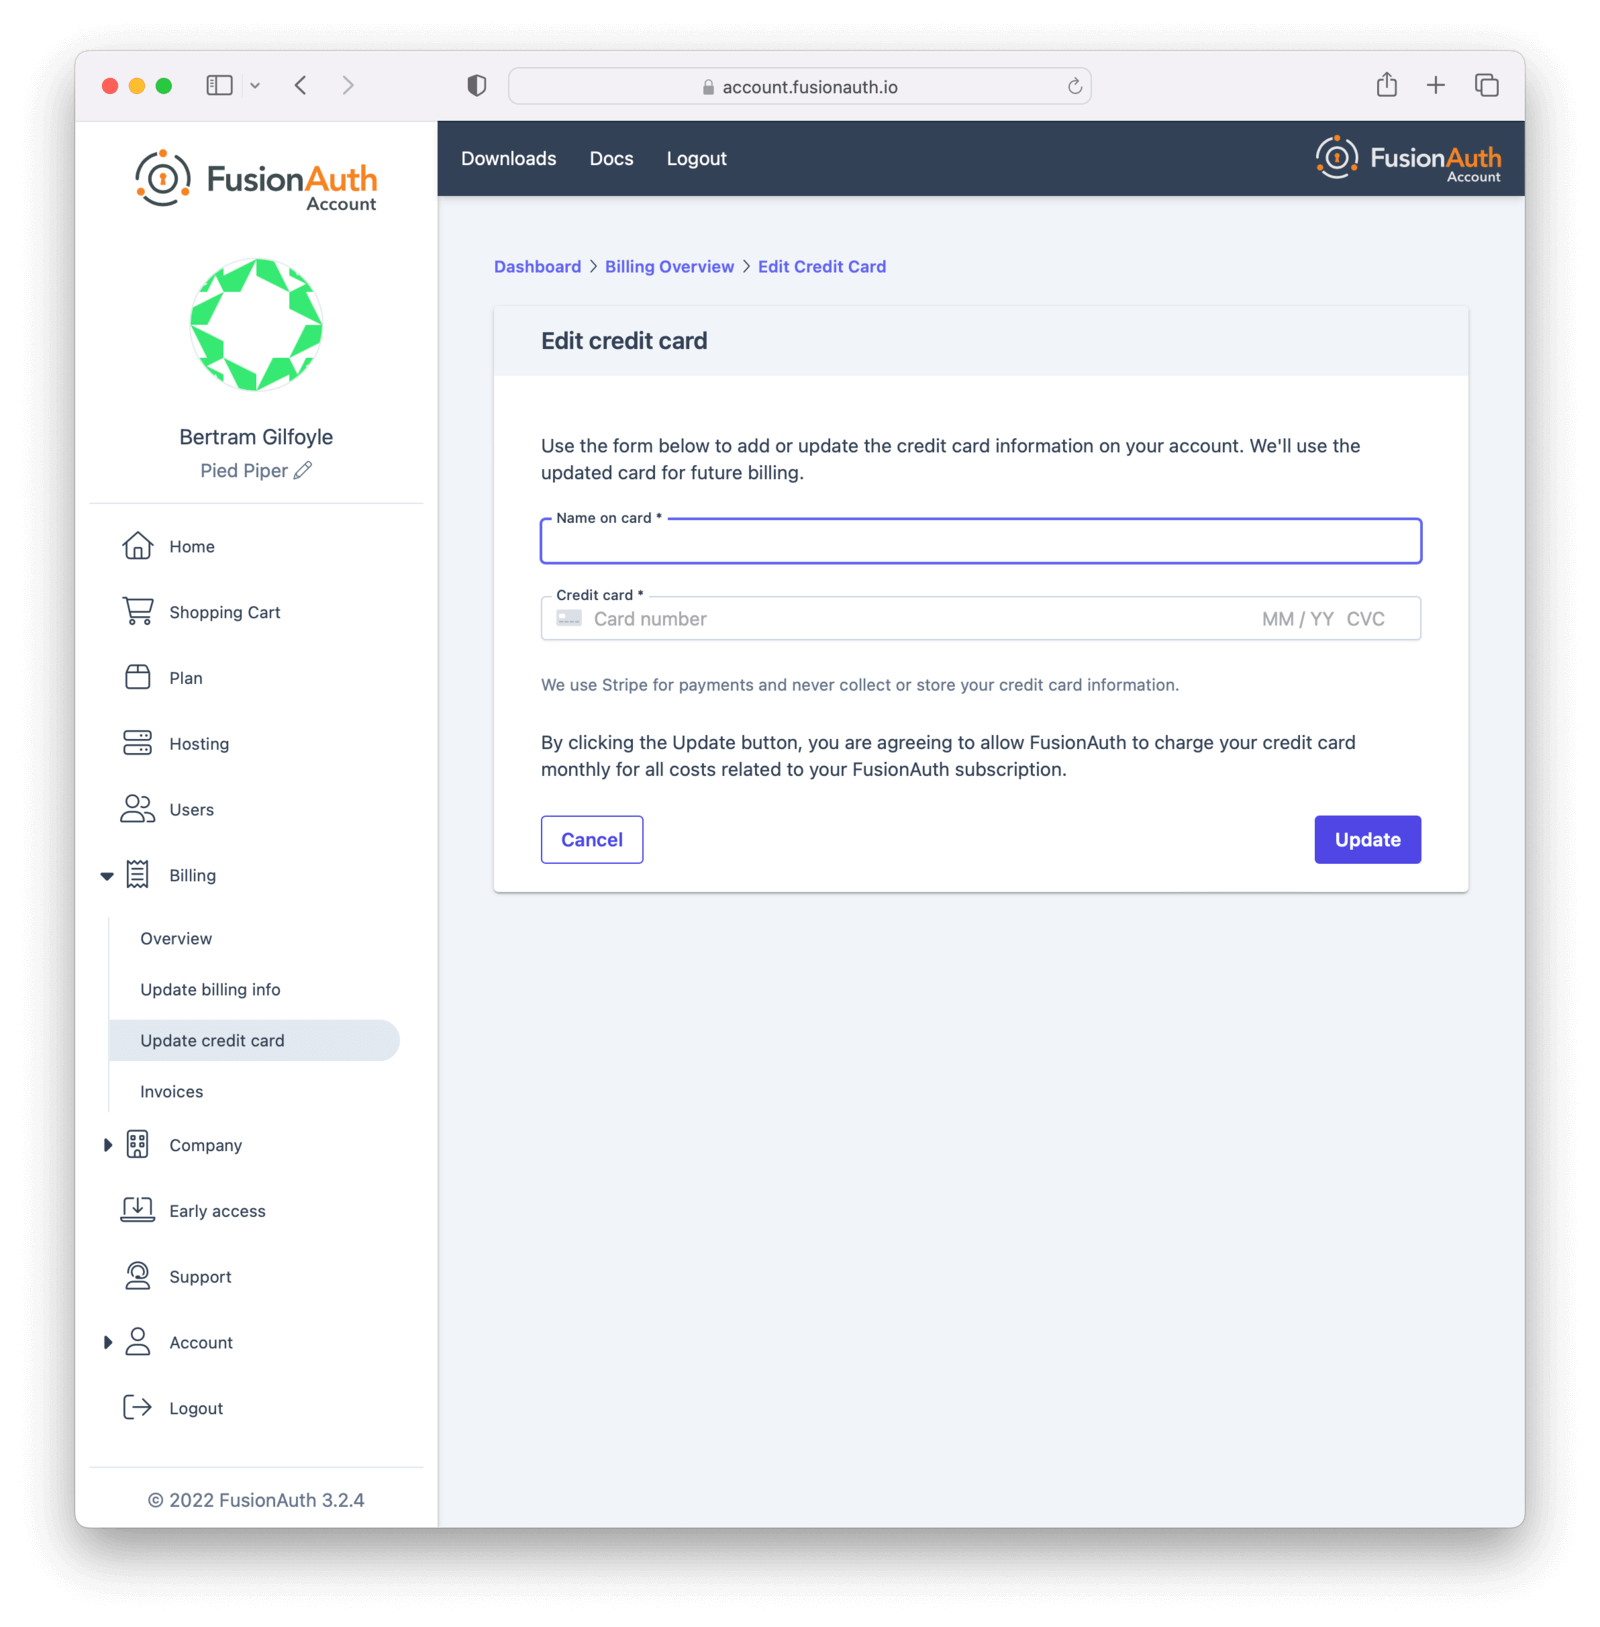 account.fusionauth.io
FusionAuth
Account
Bertram Gilfoyle
Pied Piper
Home
Shopping Cart
Plan
Hosting
Users
Billing
Overview
Update billing info
Update credit card
Invoices
Company
Early access
Support
Account
Logout
© 2022 FusionAuth 3.2.4
Downloads Docs Logout
FusionAuth
Account
Dashboard > Billing Overview > Edit Credit Card
Edit credit card
Use the form below to add or update the credit card information on your account. We'll use the
updated card for future billing.
Name on card *
Credit card *
Card number MM / YY CVC
We use Stripe for payments and never collect or store your credit card information.
By clicking the Update button, you are agreeing to allow FusionAuth to charge your credit card
monthly for all costs related to your FusionAuth subscription.
Cancel Update